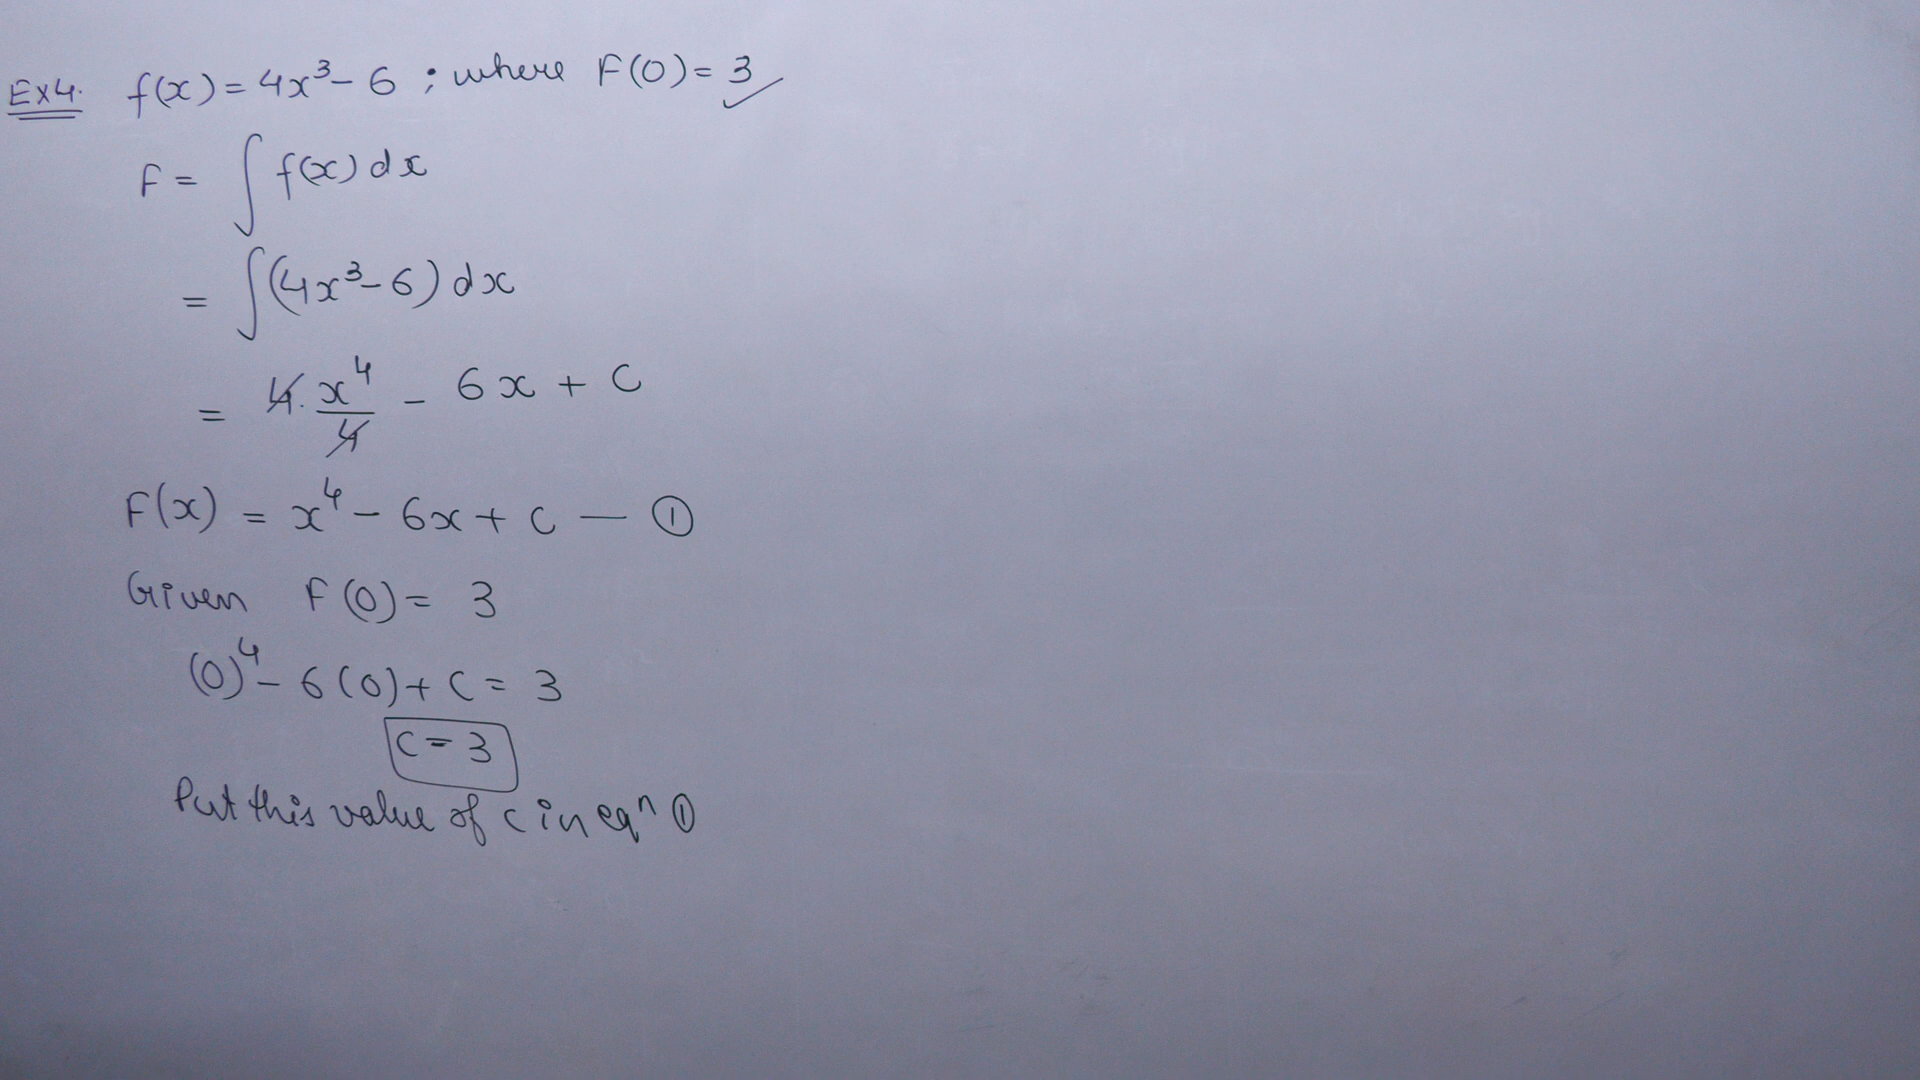 Ex4. f(x) = 4x³ - 6 ; where F(0) = 3 ✓
F = ∫ f(x) dx
= ∫(4x³ - 6) dx
= 4. x⁴/4 - 6x + C
F(x) = x⁴ - 6x + C — ①
Given F(0) = 3
(0)⁴ - 6(0) + C = 3
C = 3
Put this value of C in eqⁿ ①